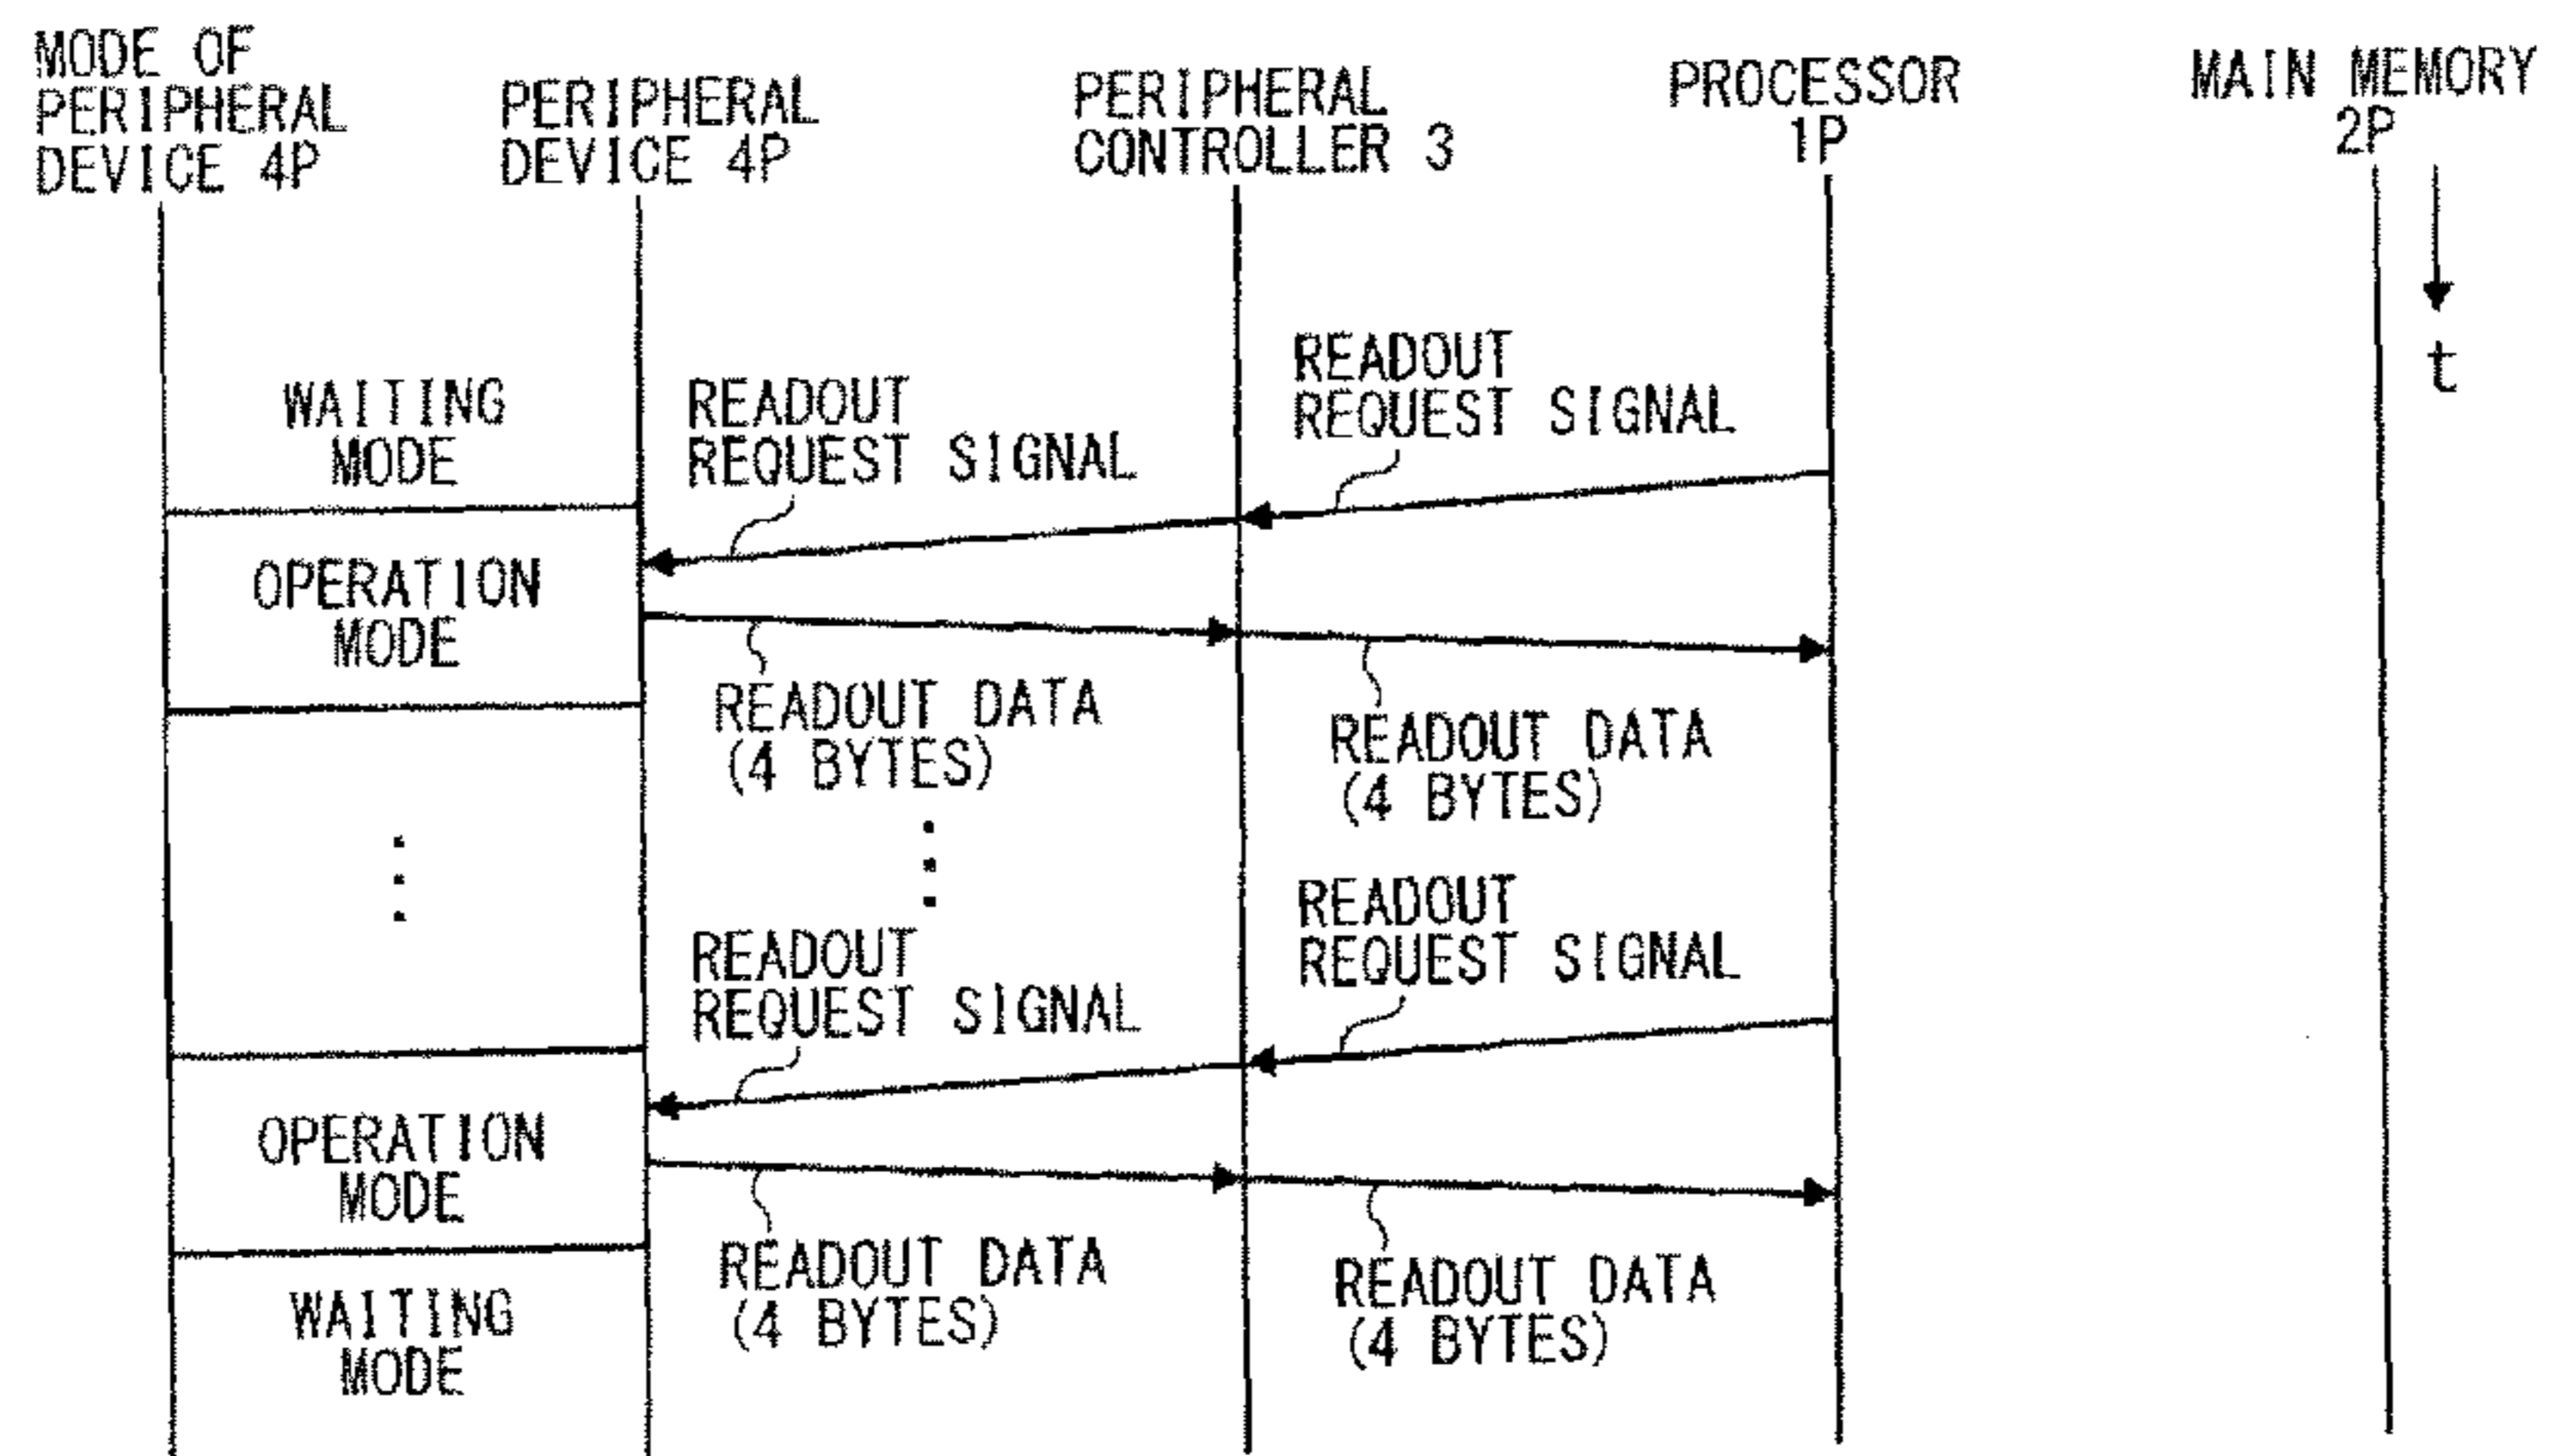 MODE OF
PERIPHERAL
DEVICE 4P
PERIPHERAL
DEVICE 4P
PERIPHERAL
CONTROLLER 3
PROCESSOR
1P
MAIN MEMORY
2P
t
WAITING
MODE
READOUT
REQUEST SIGNAL
READOUT
REQUEST SIGNAL
OPERATION
MODE
READOUT DATA
(4 BYTES)
READOUT DATA
(4 BYTES)
READOUT
REQUEST SIGNAL
READOUT
REQUEST SIGNAL
OPERATION
MODE
READOUT DATA
(4 BYTES)
READOUT DATA
(4 BYTES)
WAITING
MODE